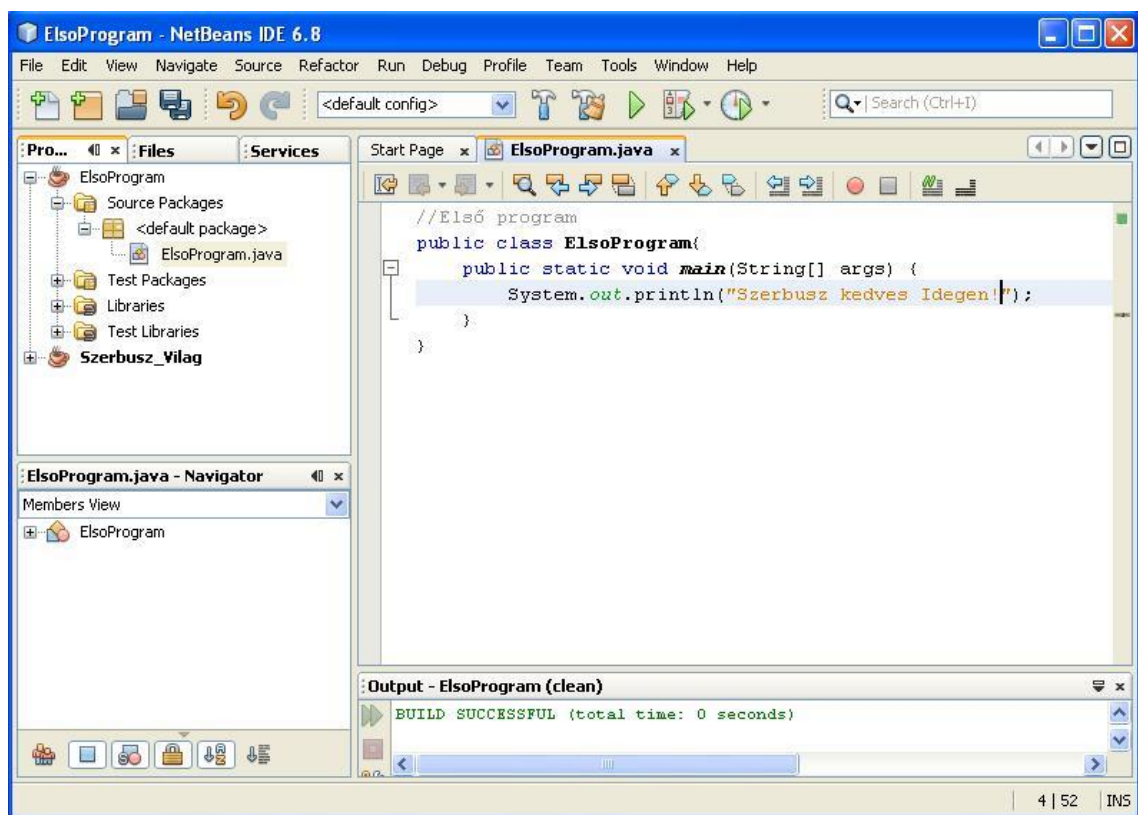 ElsoProgram - NetBeans IDE 6.8
File Edit View Navigate Source Refactor Run Debug Profile Team Tools Window Help
<default config>
Search (Ctrl+I)
Pro... Files Services
ElsoProgram
Source Packages
<default package>
ElsoProgram.java
Test Packages
Libraries
Test Libraries
Szerbusz_Vilag
ElsoProgram.java - Navigator
Members View
ElsoProgram
Start Page ElsoProgram.java
//Első program
public class ElsoProgram{
public static void main(String[] args) {
System.out.println("Szerbusz kedves Idegen!");
}
}
Output - ElsoProgram (clean)
BUILD SUCCESSFUL (total time: 0 seconds)
4 | 52 INS